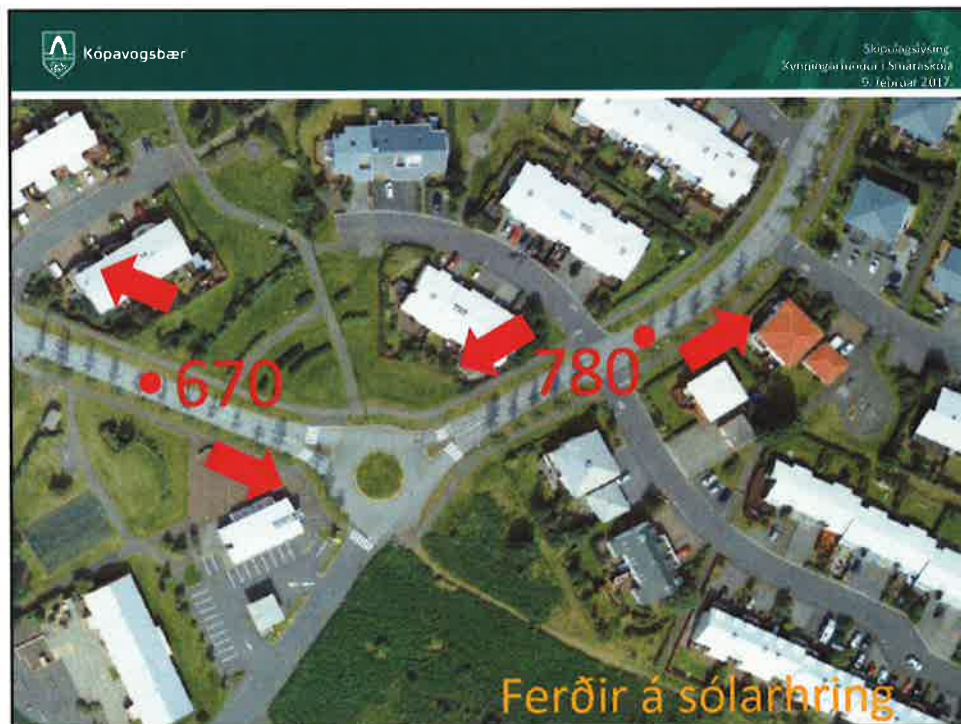 Kópavogsbær
Skipulagslýsing
Kynningarfundur í Smáraskóla
9. febrúar 2017.
670
780
Ferðir á sólarhring